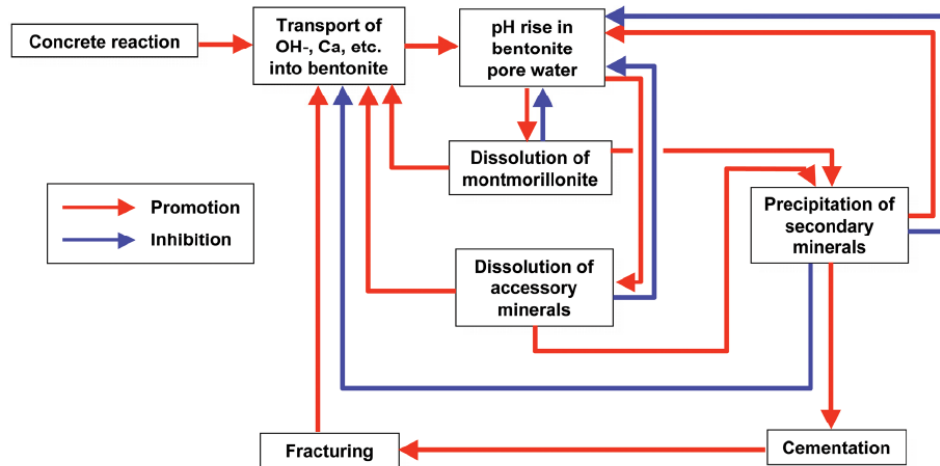 Concrete reaction
Transport of
OH-, Ca, etc.
into bentonite
pH rise in
bentonite
pore water
Dissolution of
montmorillonite
Promotion
Inhibition
Precipitation of
secondary
minerals
Dissolution of
accessory
minerals
Fracturing
Cementation